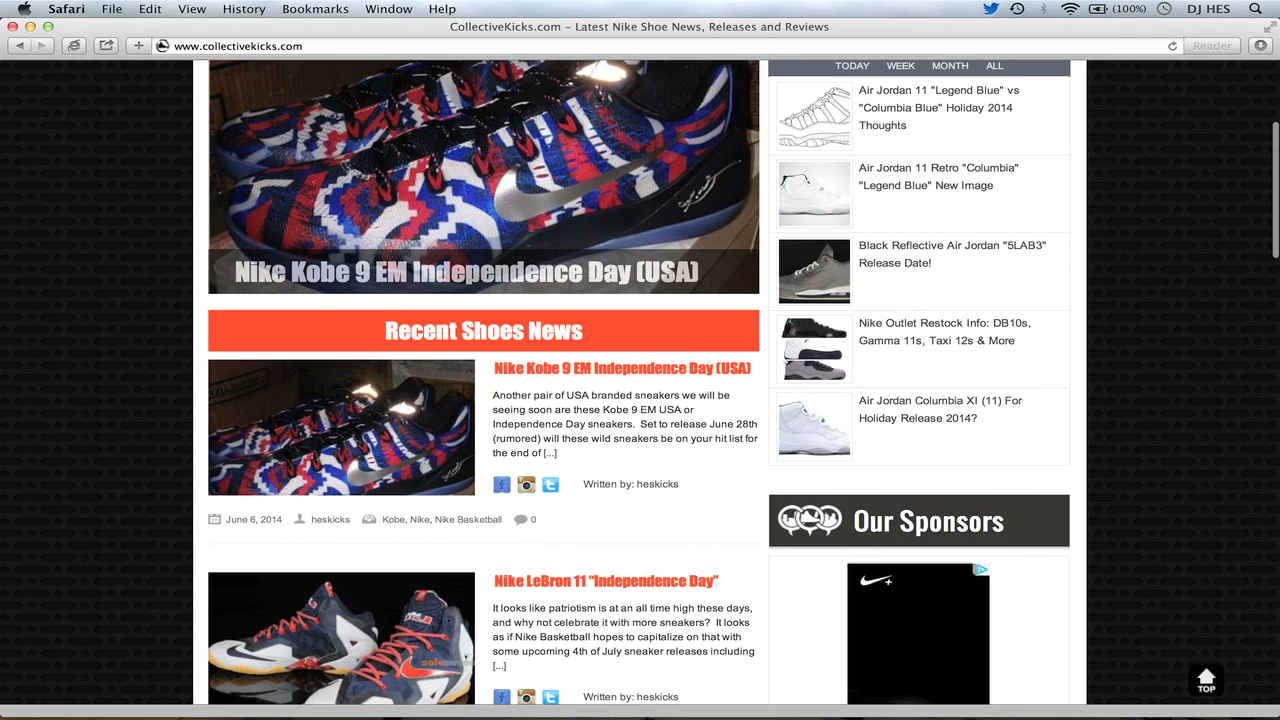 Safari File Edit View History Bookmarks Window Help (100%) DJ HES
CollectiveKicks.com – Latest Nike Shoe News, Releases and Reviews
www.collectivekicks.com Reader
Nike Kobe 9 EM Independence Day (USA)
Recent Shoes News
Nike Kobe 9 EM Independence Day (USA)
Another pair of USA branded sneakers we will be
seeing soon are these Kobe 9 EM USA or
Independence Day sneakers.  Set to release June 28th
(rumored) will these wild sneakers be on your hit list for
the end of [...]
Written by: heskicks
June 6, 2014 heskicks Kobe, Nike, Nike Basketball 0
Nike LeBron 11 “Independence Day”
It looks like patriotism is at an all time high these days,
and why not celebrate it with more sneakers?  It looks
as if Nike Basketball hopes to capitalize on that with
some upcoming 4th of July sneaker releases including
[...]
Written by: heskicks
TODAY WEEK MONTH ALL
Air Jordan 11 "Legend Blue" vs
"Columbia Blue" Holiday 2014
Thoughts
Air Jordan 11 Retro "Columbia"
"Legend Blue" New Image
Black Reflective Air Jordan "5LAB3"
Release Date!
Nike Outlet Restock Info: DB10s,
Gamma 11s, Taxi 12s & More
Air Jordan Columbia XI (11) For
Holiday Release 2014?
Our Sponsors
TOP